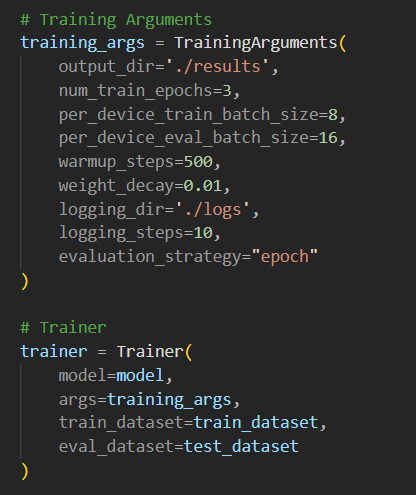 # Training Arguments
training_args = TrainingArguments(
    output_dir='./results',
    num_train_epochs=3,
    per_device_train_batch_size=8,
    per_device_eval_batch_size=16,
    warmup_steps=500,
    weight_decay=0.01,
    logging_dir='./logs',
    logging_steps=10,
    evaluation_strategy="epoch"
)

# Trainer
trainer = Trainer(
    model=model,
    args=training_args,
    train_dataset=train_dataset,
    eval_dataset=test_dataset
)